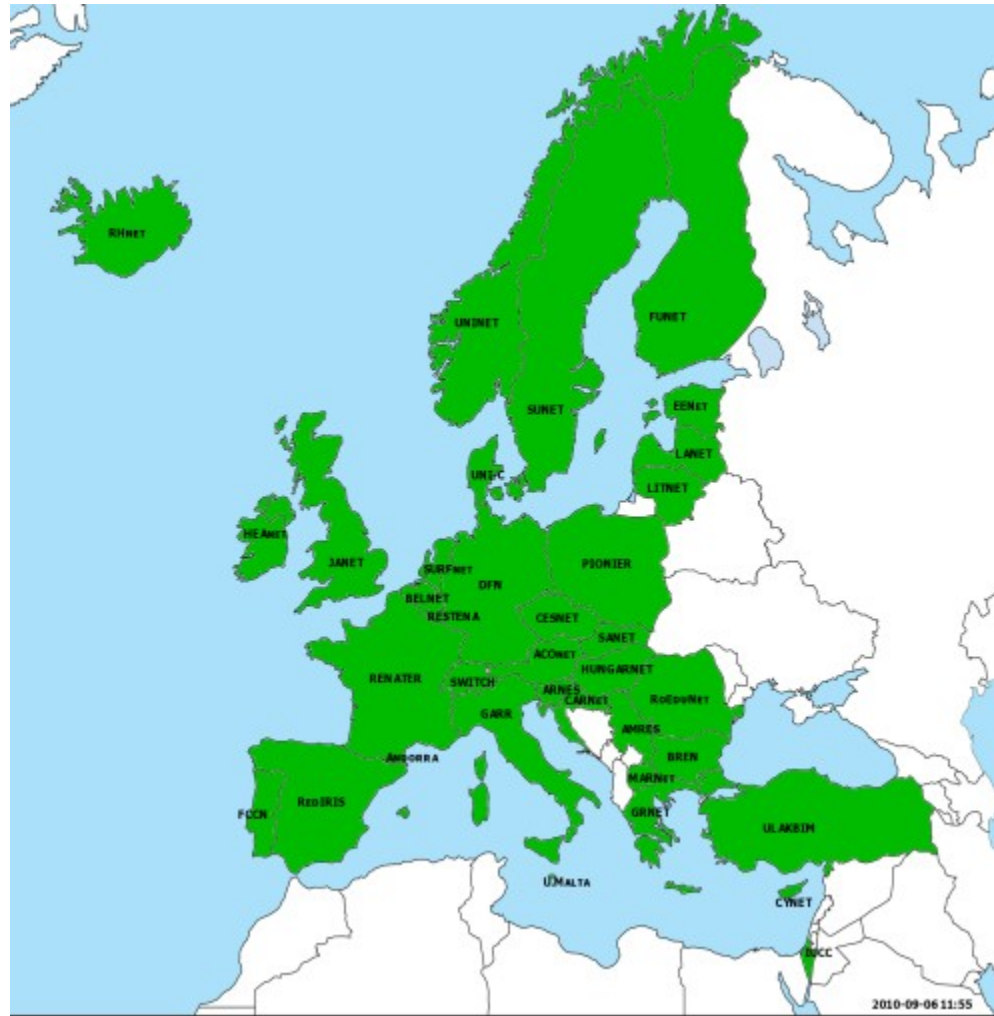 RHNET
UNINET
FUNET
SUNET
EENET
LANET
LITNET
UNI-C
HEANET
JANET
SURFNET
DFN
PIONIER
BELNET
RESTENA
CESNET
SANET
ACONET
HUNGARNET
RENATER
SWITCH
ARNES
CARNET
ROEDUNET
GARR
AMRES
BREN
ANDORRA
MARNET
REDIRIS
FCCN
GRNET
ULAKBIM
U.MALTA
CYNET
IUCC
2010-09-06 11:55